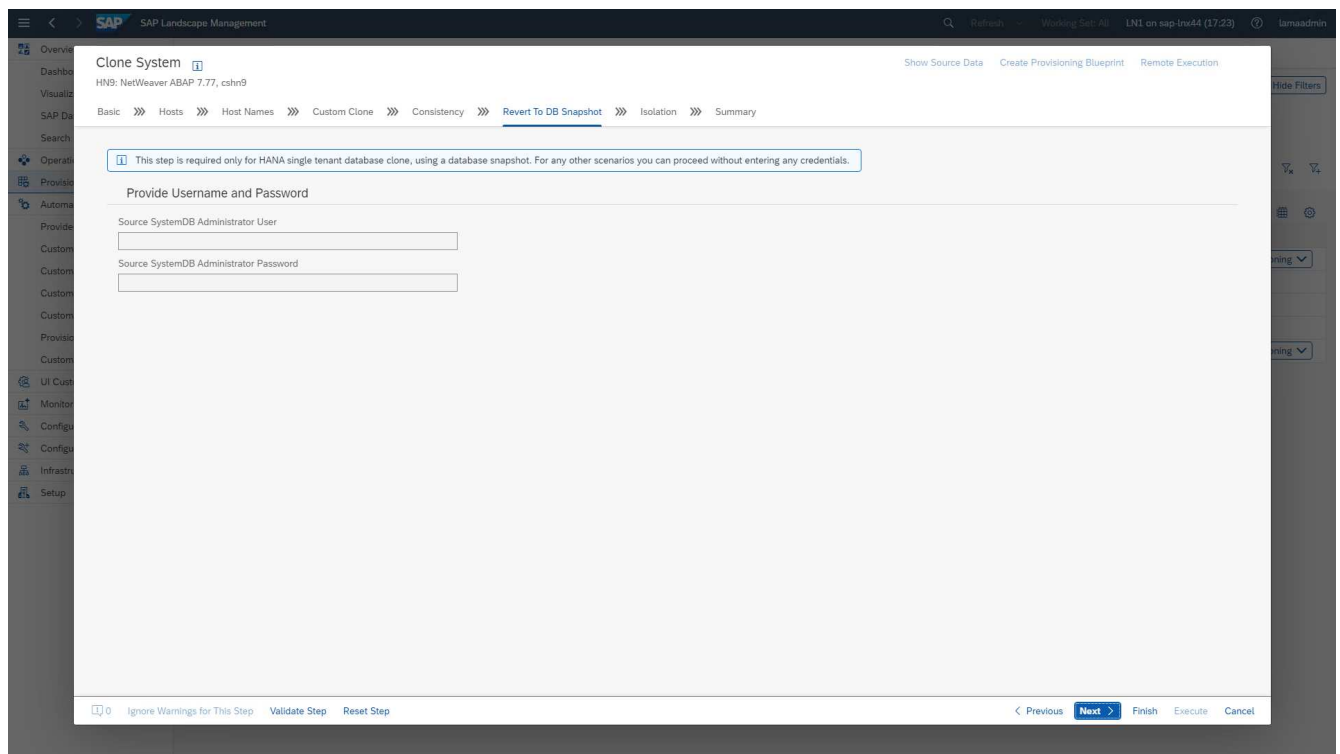 SAP SAP Landscape Management
Refresh Working Set: All LN1 on sap-lnx44 (17:23) lamaadmin
Overvie
Dashbo
Visualiz
SAP Da
Search
Operati
Provisio
Automa
Provide
Custom
Custom
Custom
Custom
Provisio
Custom
UI Cust
Monitor
Configu
Configu
Infrastru
Setup
Hide Filters
oning
oning
Clone System
HN9: NetWeaver ABAP 7.77, cshn9
Show Source Data Create Provisioning Blueprint Remote Execution
Basic Hosts Host Names Custom Clone Consistency Revert To DB Snapshot Isolation Summary
This step is required only for HANA single tenant database clone, using a database snapshot. For any other scenarios you can proceed without entering any credentials.
Provide Username and Password
Source SystemDB Administrator User
Source SystemDB Administrator Password
0 Ignore Warnings for This Step Validate Step Reset Step
< Previous Next > Finish Execute Cancel